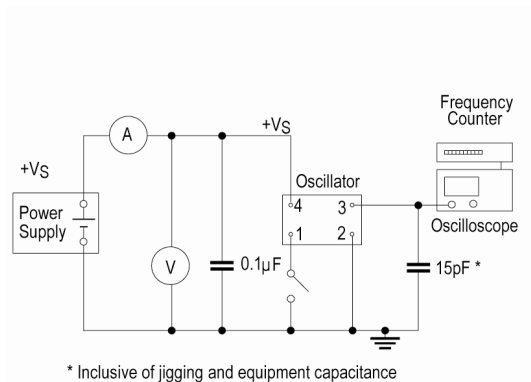 Frequency
Counter
+VS
A
+VS
Oscillator
Power
Supply
4
3
1
2
Oscilloscope
V
0.1µF
15pF *
* Inclusive of jigging and equipment capacitance